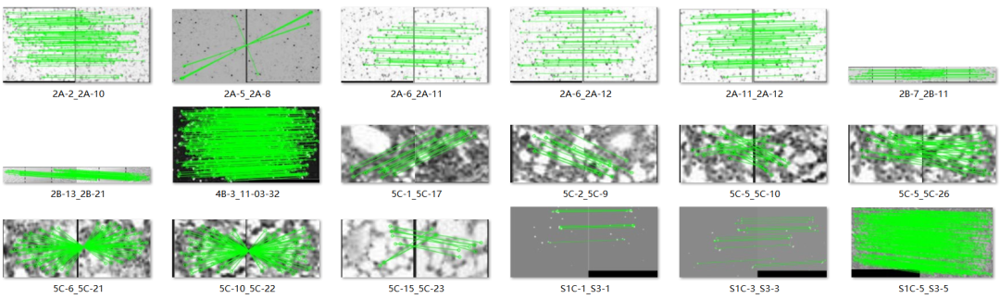 2A-2_2A-10
2A-5_2A-8
2A-6_2A-11
2A-6_2A-12
2A-11_2A-12
2B-7_2B-11
2B-13_2B-21
4B-3_11-03-32
5C-1_5C-17
5C-2_5C-9
5C-5_5C-10
5C-5_5C-26
5C-6_5C-21
5C-10_5C-22
5C-15_5C-23
S1C-1_S3-1
S1C-3_S3-3
S1C-5_S3-5